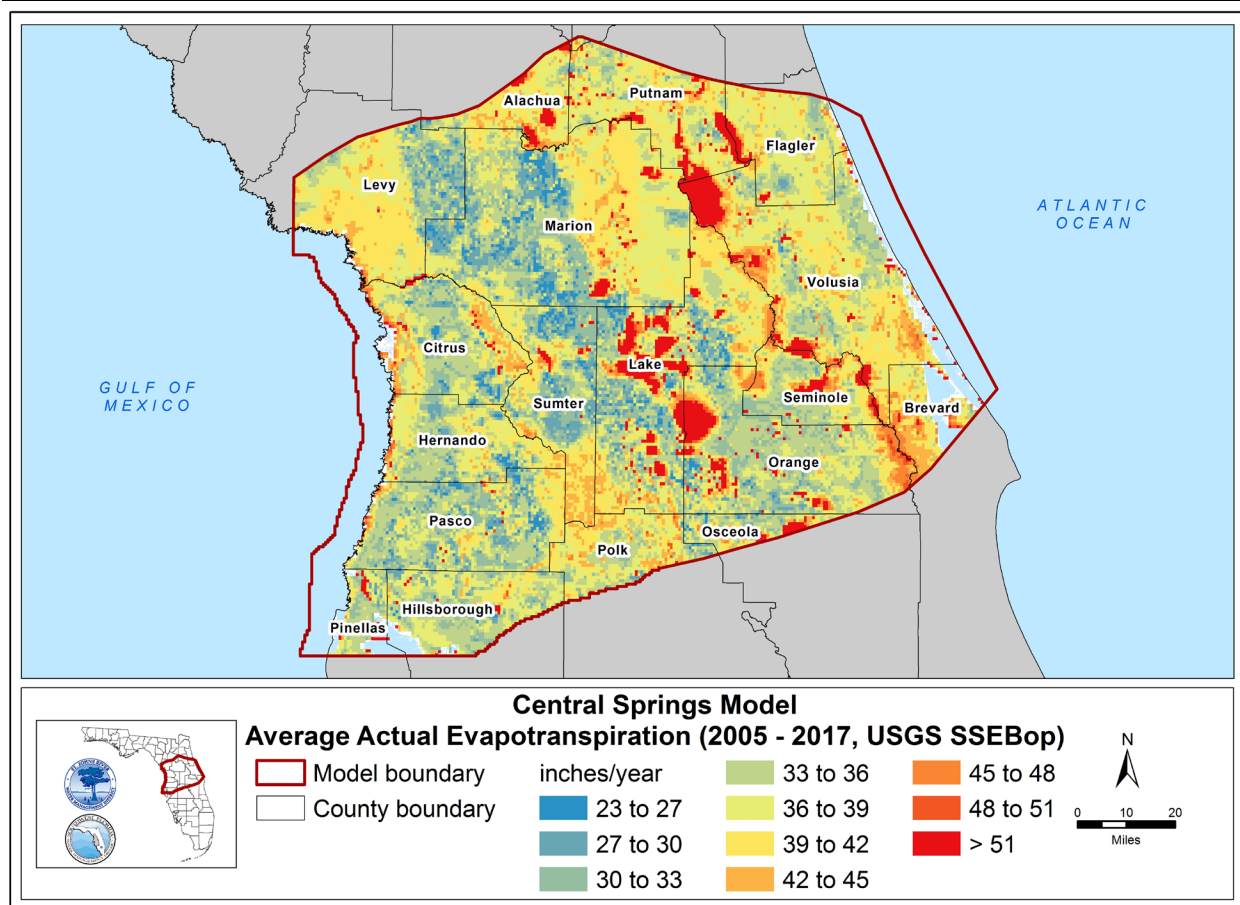 Putnam
Alachua
Flagler
Levy
ATLANTIC
OCEAN
Marion
Volusia
Citrus
Lake
GULF OF
MEXICO
Seminole
Sumter
Brevard
Hernando
Orange
Pasco
Osceola
Polk
Hillsborough
Pinellas
Central Springs Model
Average Actual Evapotranspiration (2005 - 2017, USGS SSEBop)
Model boundary
County boundary
inches/year
23 to 27
27 to 30
30 to 33
33 to 36
36 to 39
39 to 42
42 to 45
45 to 48
48 to 51
> 51
N
0 10 20
Miles